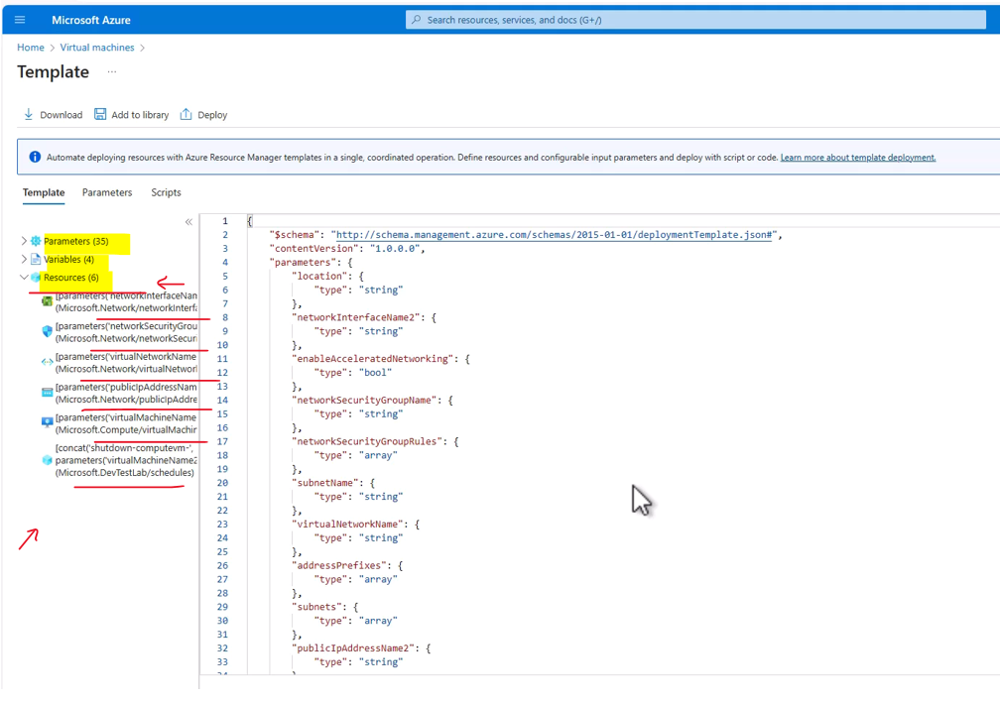 Microsoft Azure
Search resources, services, and docs (G+/)
Home > Virtual machines >
Template ...
Download Add to library Deploy
Automate deploying resources with Azure Resource Manager templates in a single, coordinated operation. Define resources and configurable input parameters and deploy with script or code. Learn more about template deployment.
Template Parameters Scripts
«
Parameters (35)
Variables (4)
Resources (6)
[parameters('networkInterfaceNam
(Microsoft.Network/networkInterfa
[parameters('networkSecurityGrou
(Microsoft.Network/networkSecuri
[parameters('virtualNetworkName
(Microsoft.Network/virtualNetworl
[parameters('publicIpAddressNam
(Microsoft.Network/publicIpAddre
[parameters('virtualMachineName
(Microsoft.Compute/virtualMachin
[concat('shutdown-computevm-',
parameters('virtualMachineName2
(Microsoft.DevTestLab/schedules)
1 {
2 "$schema": "http://schema.management.azure.com/schemas/2015-01-01/deploymentTemplate.json#",
3 "contentVersion": "1.0.0.0",
4 "parameters": {
5 "location": {
6 "type": "string"
7 },
8 "networkInterfaceName2": {
9 "type": "string"
10 },
11 "enableAcceleratedNetworking": {
12 "type": "bool"
13 },
14 "networkSecurityGroupName": {
15 "type": "string"
16 },
17 "networkSecurityGroupRules": {
18 "type": "array"
19 },
20 "subnetName": {
21 "type": "string"
22 },
23 "virtualNetworkName": {
24 "type": "string"
25 },
26 "addressPrefixes": {
27 "type": "array"
28 },
29 "subnets": {
30 "type": "array"
31 },
32 "publicIpAddressName2": {
33 "type": "string"